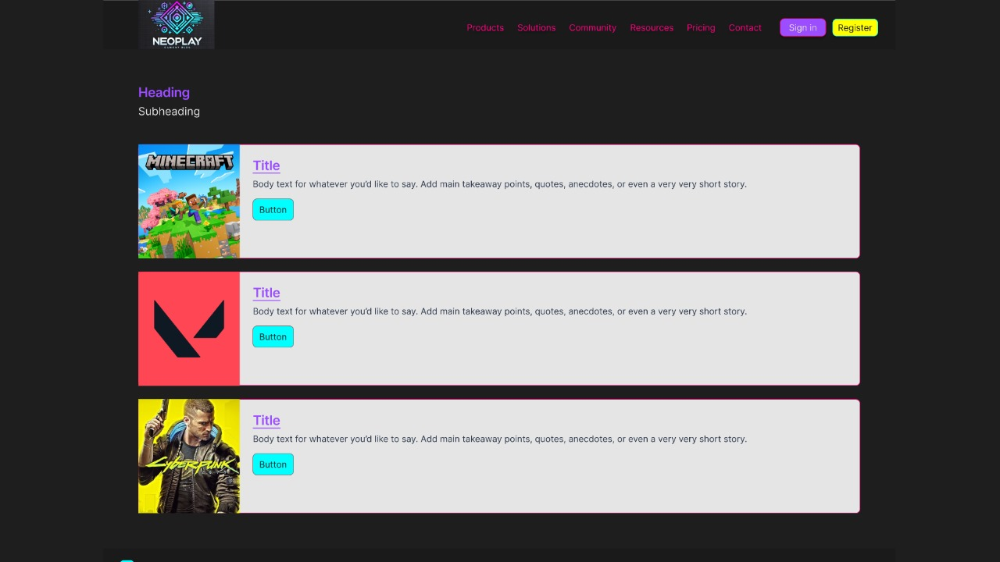 NEOPLAY
Products Solutions Community Resources Pricing Contact Sign in Register
Heading
Subheading
MINECRAFT
Title
Body text for whatever you’d like to say. Add main takeaway points, quotes, anecdotes, or even a very very short story.
Button
Title
Body text for whatever you’d like to say. Add main takeaway points, quotes, anecdotes, or even a very very short story.
Button
Title
Body text for whatever you’d like to say. Add main takeaway points, quotes, anecdotes, or even a very very short story.
Cyberpunk
Button